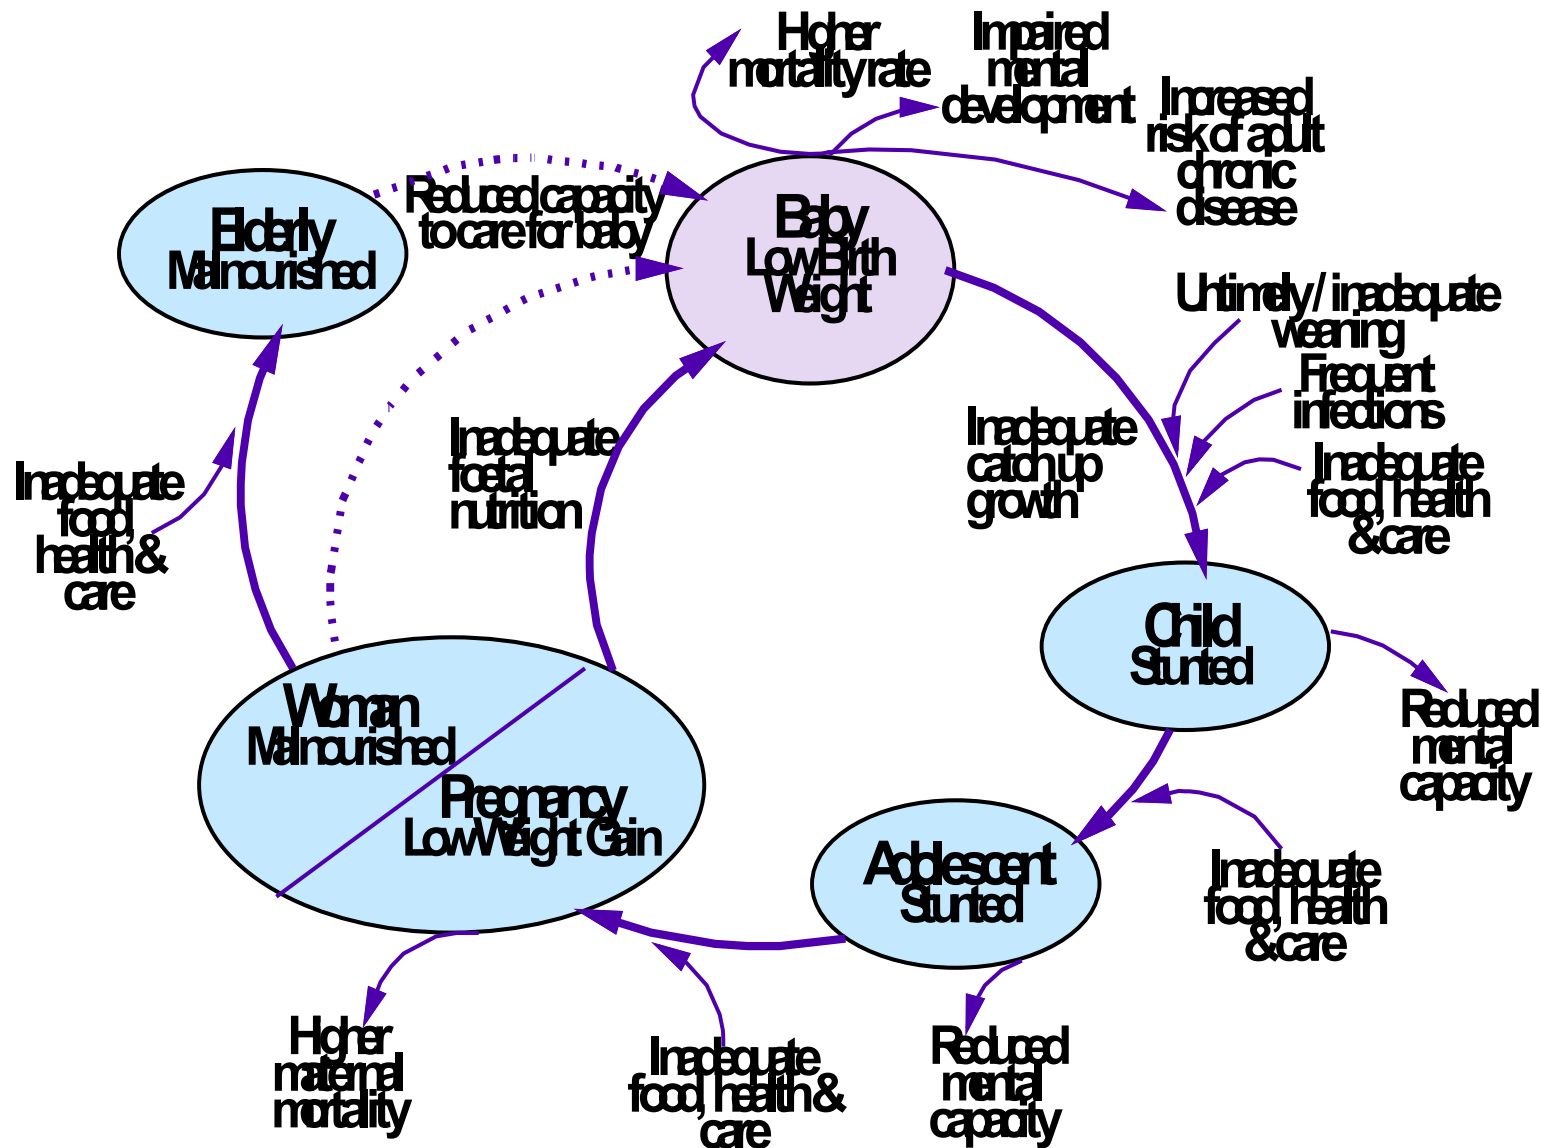 Higher
mortality rate
Impaired
mental
development
Increased
risk of adult
chronic
disease
Elderly
Malnourished
Reduced capacity
to care for baby
Baby
Low Birth
Weight
Untimely / inadequate
weaning
Frequent
infections
Inadequate
food, health
& care
Inadequate
catch up
growth
Inadequate
foetal
nutrition
Inadequate
food,
health &
care
Child
Stunted
Reduced
mental
capacity
Woman
Malnourished
Pregnancy
Low Weight Gain
Adolescent
Stunted
Inadequate
food, health
& care
Higher
maternal
mortality
Inadequate
food, health &
care
Reduced
mental
capacity